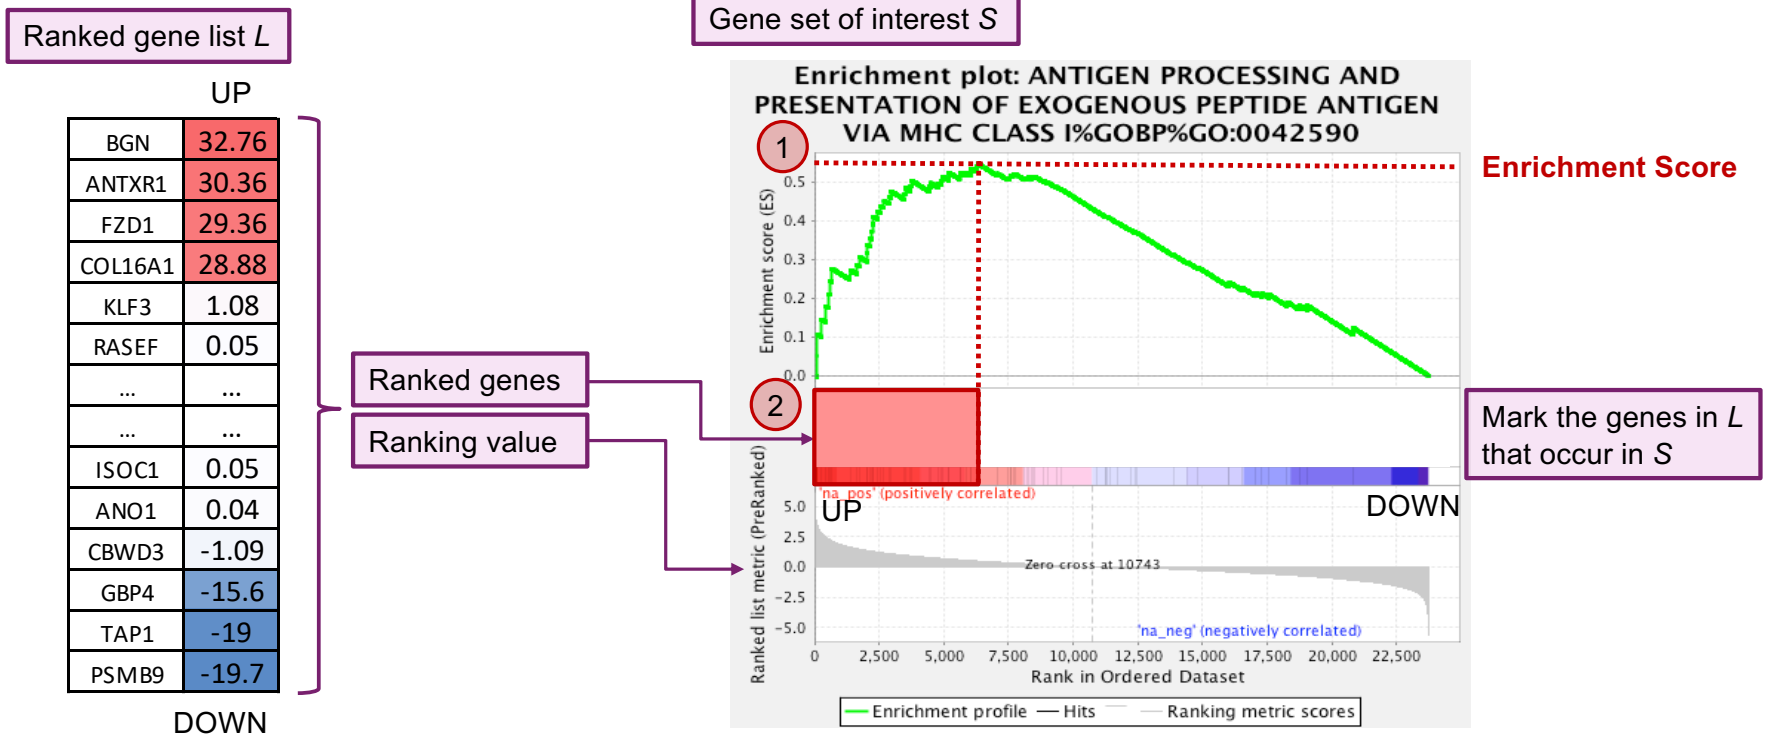 Ranked gene list L
UP
BGN 32.76
ANTXR1 30.36
FZD1 29.36
COL16A1 28.88
KLF3 1.08
RASEF 0.05
... ...
... ...
ISOC1 0.05
ANO1 0.04
CBWD3 -1.09
GBP4 -15.6
TAP1 -19
PSMB9 -19.7
DOWN
Ranked genes
Ranking value
Gene set of interest S
Enrichment plot: ANTIGEN PROCESSING AND
PRESENTATION OF EXOGENOUS PEPTIDE ANTIGEN
VIA MHC CLASS I%GOBP%GO:0042590
1
Enrichment Score
Enrichment score (ES)
0.5
0.4
0.3
0.2
0.1
0.0
2
Mark the genes in L
that occur in S
'na_pos' (positively correlated)
UP
DOWN
Ranked list metric (PreRanked)
5.0
2.5
0.0
-2.5
-5.0
Zero cross at 10743
'na_neg' (negatively correlated)
0 2,500 5,000 7,500 10,000 12,500 15,000 17,500 20,000 22,500
Rank in Ordered Dataset
Enrichment profile Hits Ranking metric scores